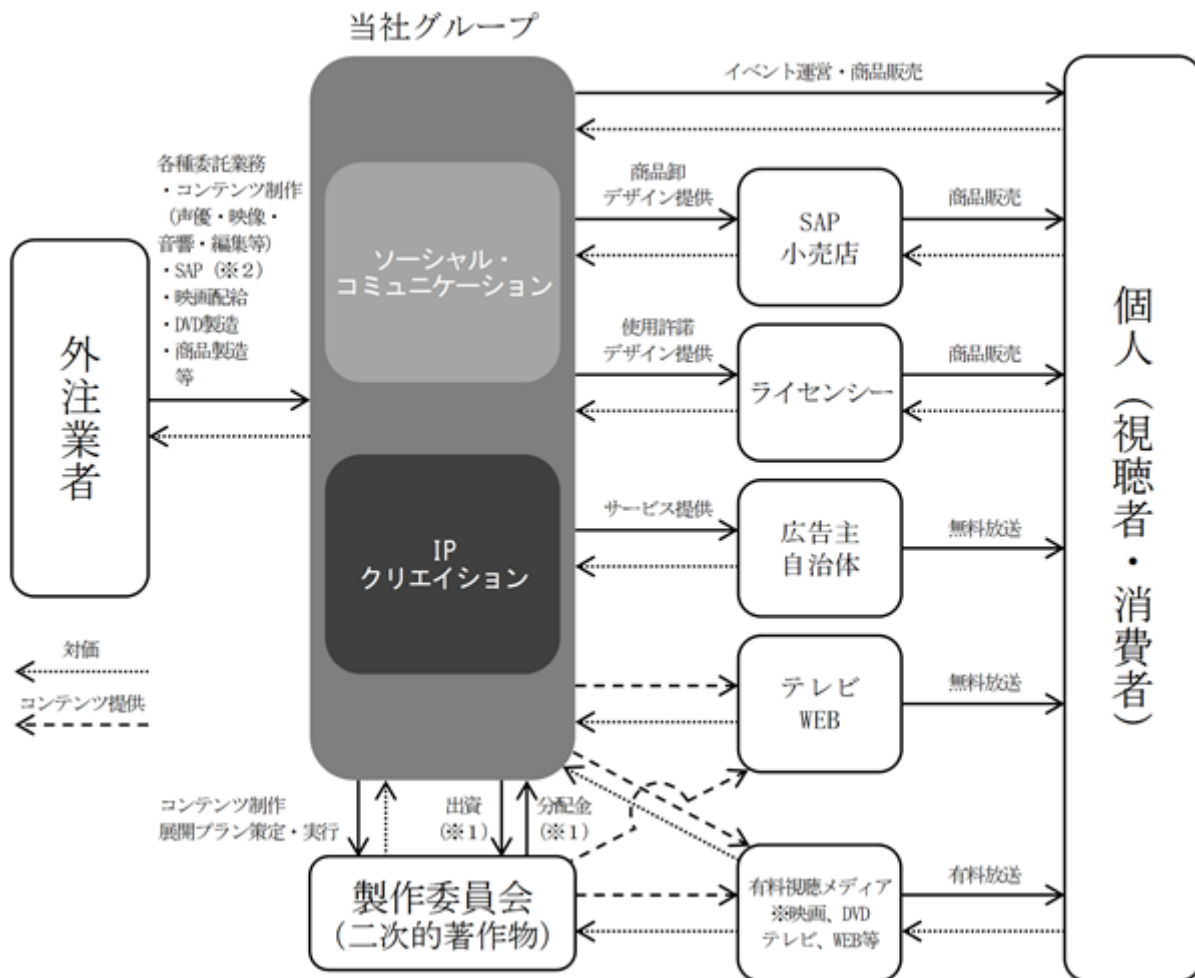 当社グループ
イベント運営・商品販売
各種委託業務
・コンテンツ制作
(声優・映像・
音響・編集等)
・SAP(※2)
・映画配給
・DVD製造
・商品製造
等
外注業者
対価
コンテンツ提供
ソーシャル・
コミュニケーション
IP
クリエイション
商品卸
デザイン提供
SAP
小売店
商品販売
使用許諾
デザイン提供
ライセンシー
商品販売
サービス提供
広告主
自治体
無料放送
テレビ
WEB
無料放送
コンテンツ制作
展開プラン策定・実行
出資
(※1)
分配金
(※1)
製作委員会
(二次的著作物)
有料視聴メディア
※映画、DVD
テレビ、WEB等
有料放送
個人(視聴者・消費者)